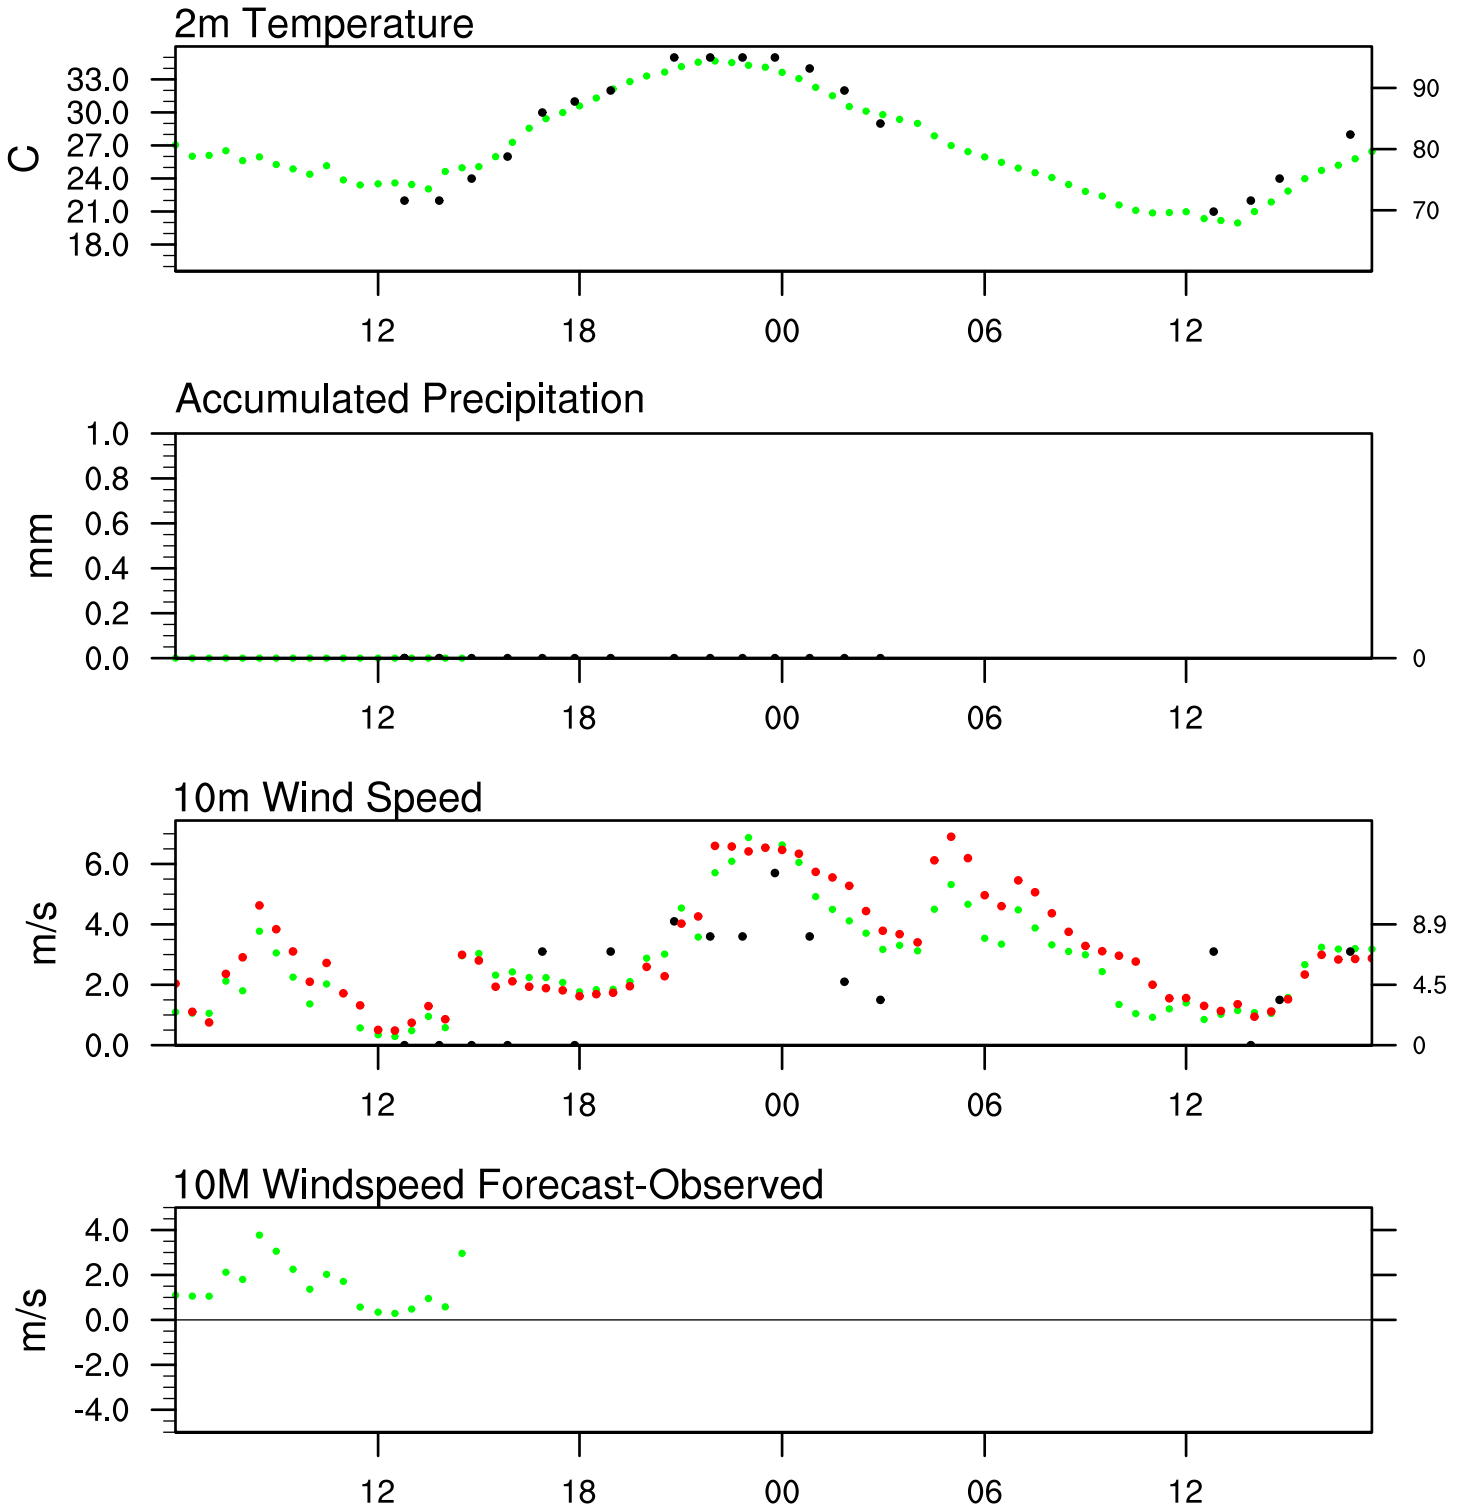 2m Temperature
33.0
30.0
27.0
24.0
21.0
18.0
C
90
80
70
12 18 00 06 12
Accumulated Precipitation
1.0
0.8
0.6
0.4
0.2
0.0
mm
0
12 18 00 06 12
10m Wind Speed
6.0
4.0
2.0
0.0
m/s
8.9
4.5
0
12 18 00 06 12
10M Windspeed Forecast-Observed
4.0
2.0
0.0
-2.0
-4.0
m/s
12 18 00 06 12